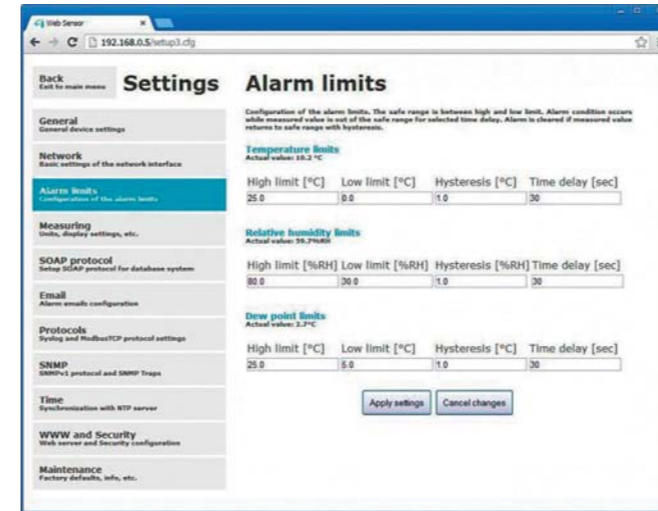 Web Sensor
192.168.0.5/setup3.cfg
Back
Exit to main menu
Settings
General
General device settings
Network
Basic settings of the network interface
Alarm limits
Configuration of the alarm limits
Measuring
Units, display settings, etc.
SOAP protocol
Setup SOAP protocol for database system
Email
Alarm emails configuration
Protocols
Syslog and ModbusTCP protocol settings
SNMP
SNMPv1 protocol and SNMP Traps
Time
Synchronization with NTP server
WWW and Security
Web server and Security configuration
Maintenance
Factory defaults, info, etc.
Alarm limits
Configuration of the alarm limits. The safe range is between high and low limit. Alarm condition occurs
while measured value is out of the safe range for selected time delay. Alarm is cleared if measured value
returns to safe range with hysteresis.
Temperature limits
Actual value: 18.2 °C
High limit [°C] Low limit [°C] Hysteresis [°C] Time delay [sec]
25.0 0.0 1.0 30
Relative humidity limits
Actual value: 39.7%RH
High limit [%RH] Low limit [%RH] Hysteresis [%RH] Time delay [sec]
80.0 30.0 1.0 30
Dew point limits
Actual value: 3.7°C
High limit [°C] Low limit [°C] Hysteresis [°C] Time delay [sec]
25.0 5.0 1.0 30
Apply settings Cancel changes